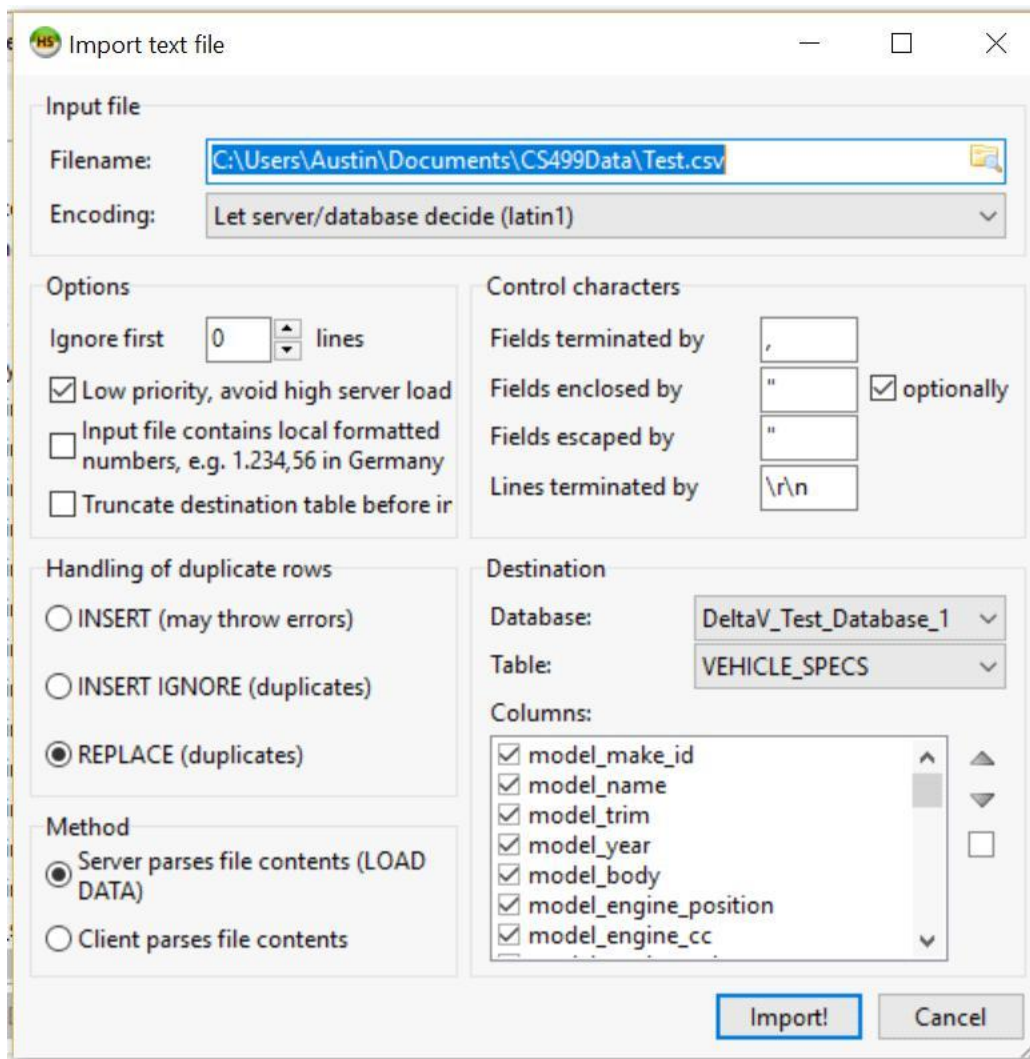 HS Import text file
Input file
Filename: C:\Users\Austin\Documents\CS499Data\Test.csv
Encoding: Let server/database decide (latin1)
Options
Ignore first 0 lines
Low priority, avoid high server load
Input file contains local formatted
numbers, e.g. 1.234,56 in Germany
Truncate destination table before ir
Control characters
Fields terminated by ,
Fields enclosed by " optionally
Fields escaped by "
Lines terminated by \r\n
Handling of duplicate rows
INSERT (may throw errors)
INSERT IGNORE (duplicates)
REPLACE (duplicates)
Method
Server parses file contents (LOAD
DATA)
Client parses file contents
Destination
Database: DeltaV_Test_Database_1
Table: VEHICLE_SPECS
Columns:
model_make_id
model_name
model_trim
model_year
model_body
model_engine_position
model_engine_cc
Import! Cancel